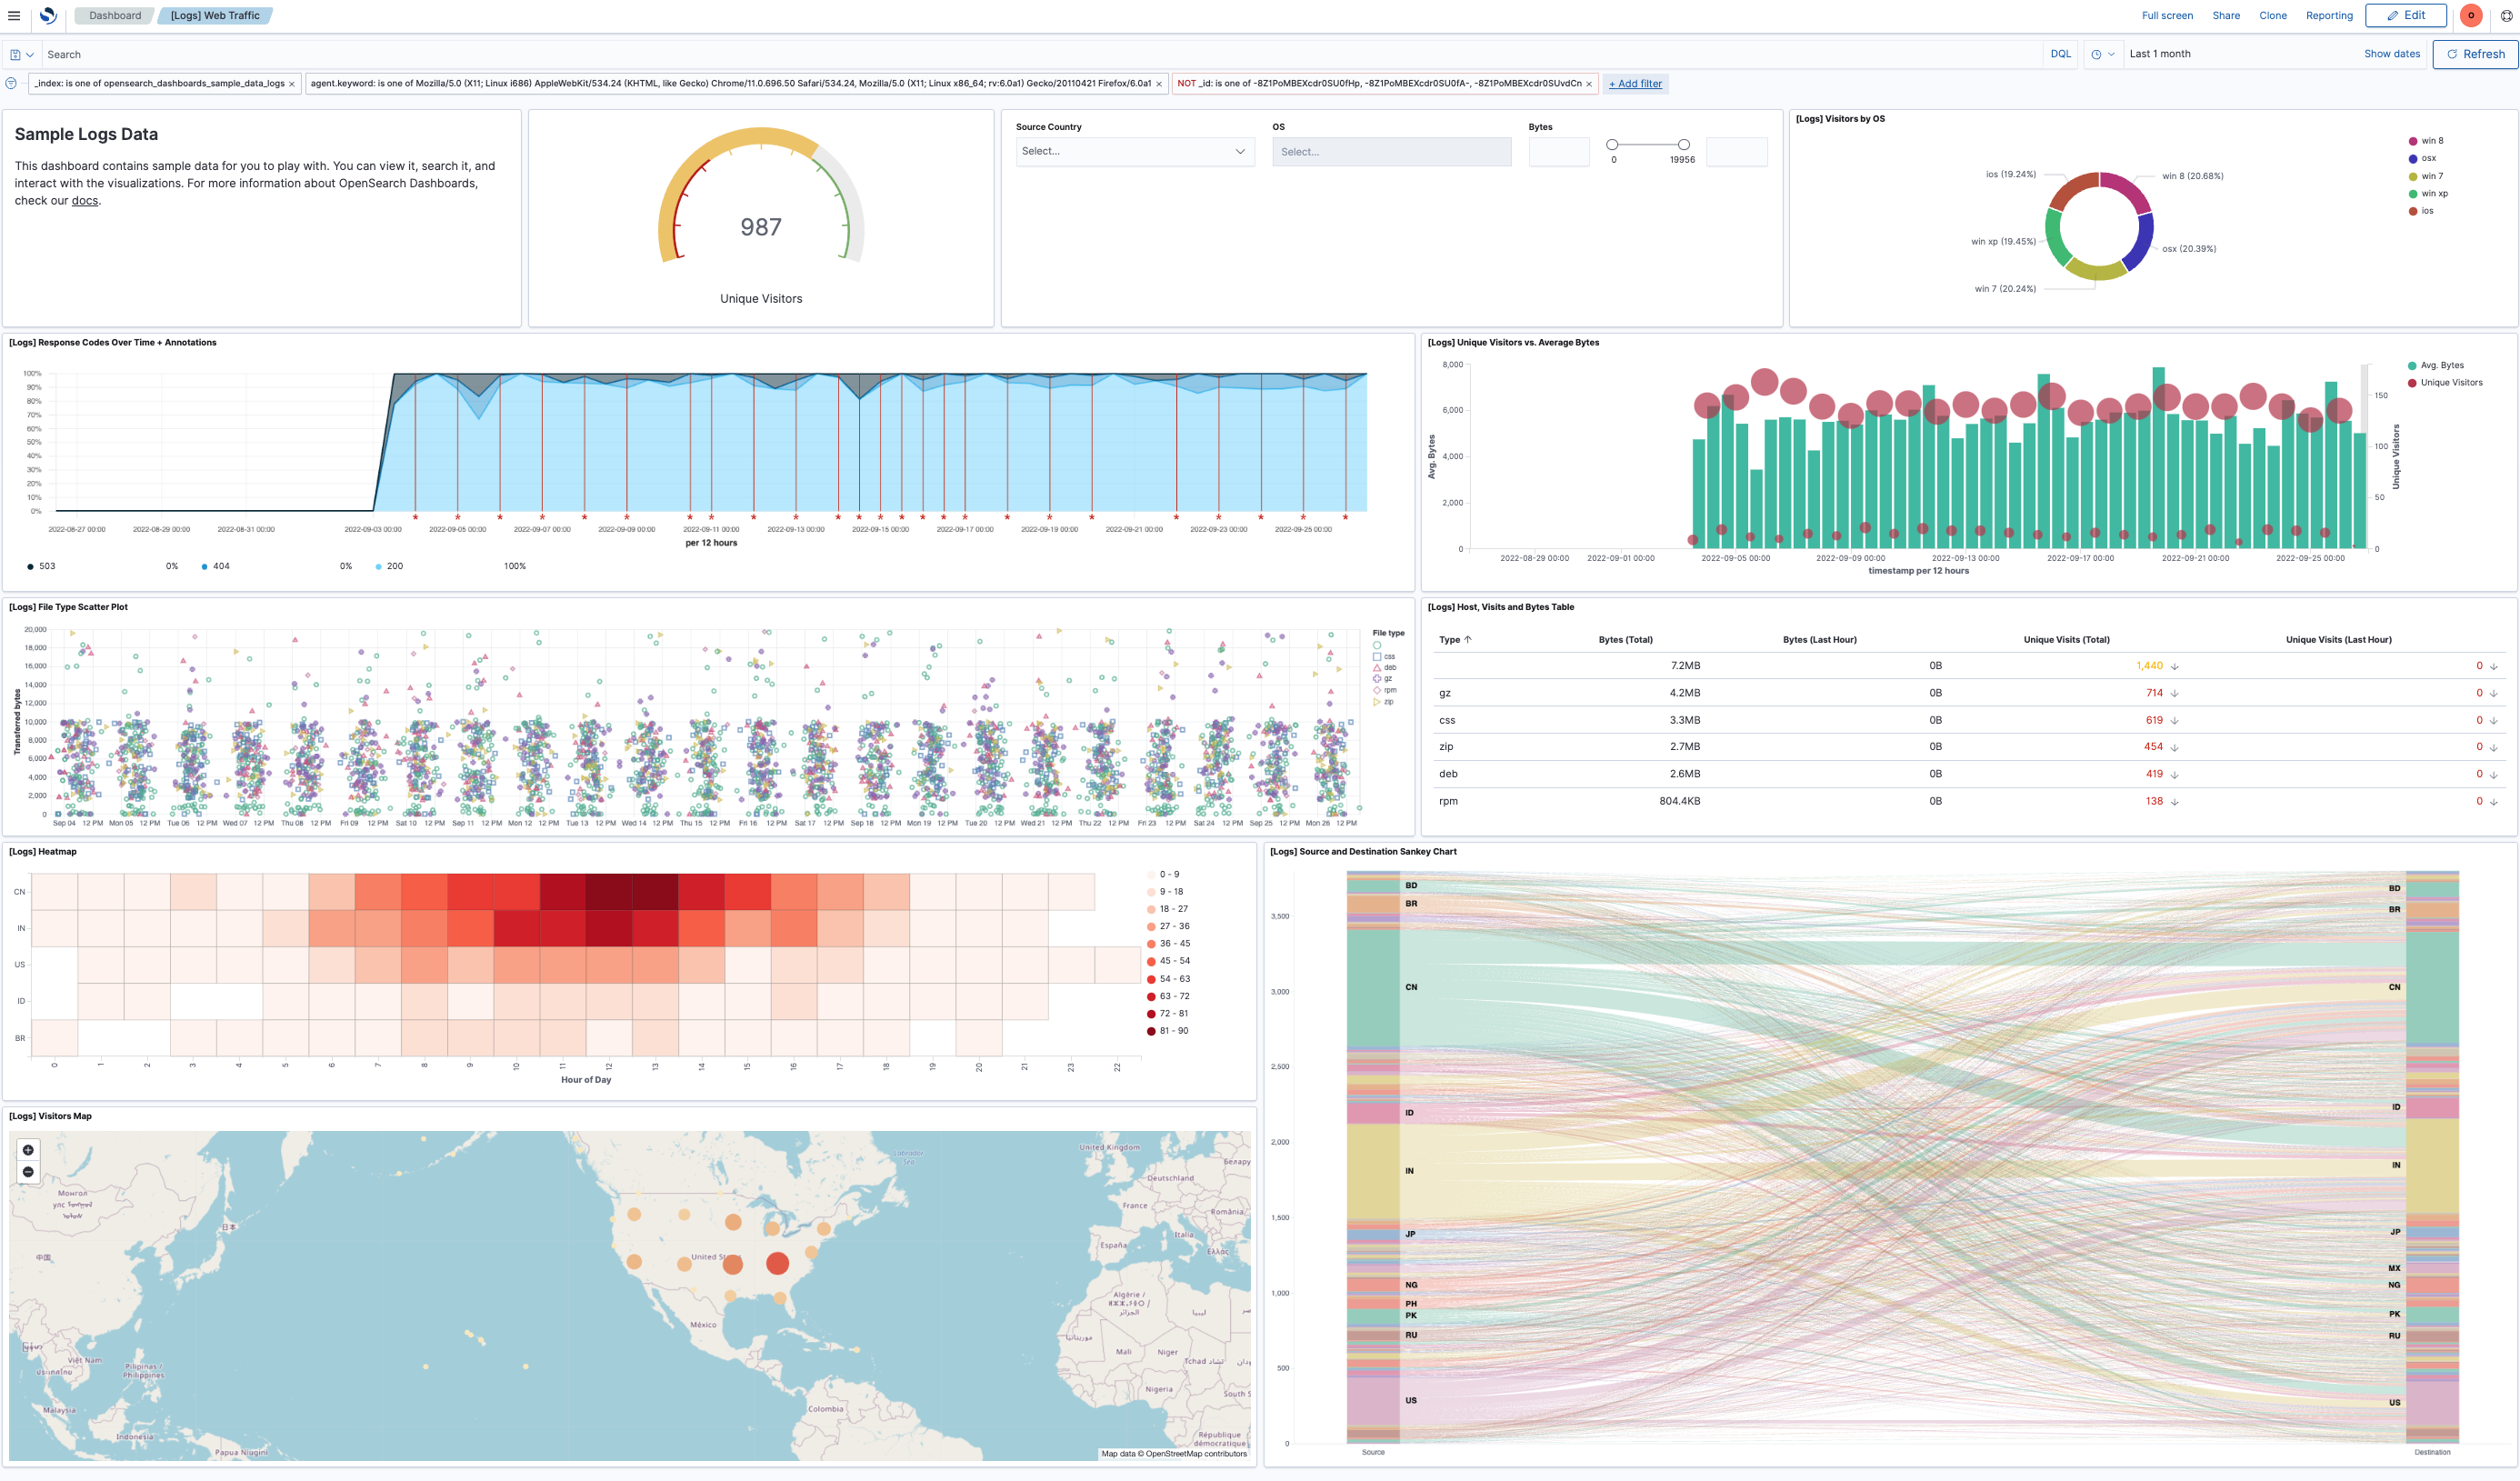 Dashboard [Logs] Web Traffic Full screen Share Clone Reporting Edit o
Search DQL Last 1 month Show dates Refresh
_index: is one of opensearch_dashboards_sample_data_logs × agent.keyword: is one of Mozilla/5.0 (X11; Linux i686) AppleWebKit/534.24 (KHTML, like Gecko) Chrome/11.0.696.50 Safari/534.24, Mozilla/5.0 (X11; Linux x86_64; rv:6.0a1) Gecko/20110421 Firefox/6.0a1 × NOT _id: is one of -8Z1PoMBEXcdr0SU0fHp, -8Z1PoMBEXcdr0SU0fA-, -8Z1PoMBEXcdr0SUvdCn × + Add filter
Sample Logs Data
This dashboard contains sample data for you to play with. You can view it, search it, and
interact with the visualizations. For more information about OpenSearch Dashboards,
check our docs.
987
Unique Visitors
Source Country OS Bytes
Select... Select... 0 19956
[Logs] Visitors by OS
ios (19.24%) win 8 (20.68%)
win xp (19.45%) osx (20.39%)
win 7 (20.24%)
win 8
osx
win 7
win xp
ios
[Logs] Response Codes Over Time + Annotations
100%
90%
80%
70%
60%
50%
40%
30%
20%
10%
0%
2022-08-27 00:00 2022-08-29 00:00 2022-08-31 00:00 2022-09-03 00:00 2022-09-05 00:00 2022-09-07 00:00 2022-09-09 00:00 2022-09-11 00:00 2022-09-13 00:00 2022-09-15 00:00 2022-09-17 00:00 2022-09-19 00:00 2022-09-21 00:00 2022-09-23 00:00 2022-09-25 00:00
per 12 hours
503 0% 404 0% 200 100%
[Logs] Unique Visitors vs. Average Bytes
Avg. Bytes
8,000
6,000
4,000
2,000
0
150
100
50
0
Unique Visitors
Avg. Bytes
Unique Visitors
2022-08-29 00:00 2022-09-01 00:00 2022-09-05 00:00 2022-09-09 00:00 2022-09-13 00:00 2022-09-17 00:00 2022-09-21 00:00 2022-09-25 00:00
timestamp per 12 hours
[Logs] File Type Scatter Plot
Transferred bytes
20,000
18,000
16,000
14,000
12,000
10,000
8,000
6,000
4,000
2,000
0
Sep 04 12 PM Mon 05 12 PM Tue 06 12 PM Wed 07 12 PM Thu 08 12 PM Fri 09 12 PM Sat 10 12 PM Sep 11 12 PM Mon 12 12 PM Tue 13 12 PM Wed 14 12 PM Thu 15 12 PM Fri 16 12 PM Sat 17 12 PM Sep 18 12 PM Mon 19 12 PM Tue 20 12 PM Wed 21 12 PM Thu 22 12 PM Fri 23 12 PM Sat 24 12 PM Sep 25 12 PM Mon 26 12 PM
File type
css
deb
gz
rpm
zip
[Logs] Host, Visits and Bytes Table
Type Bytes (Total) Bytes (Last Hour) Unique Visits (Total) Unique Visits (Last Hour)
7.2MB 0B 1,440 0
gz 4.2MB 0B 714 0
css 3.3MB 0B 619 0
zip 2.7MB 0B 454 0
deb 2.6MB 0B 419 0
rpm 804.4KB 0B 138 0
[Logs] Heatmap
CN
IN
US
ID
BR
0 1 2 3 4 5 6 7 8 9 10 11 12 13 14 15 16 17 18 19 20 21 23 22
Hour of Day
0 - 9
9 - 18
18 - 27
27 - 36
36 - 45
45 - 54
54 - 63
63 - 72
72 - 81
81 - 90
[Logs] Visitors Map
Монгол
улс
日本
中国
Việt Nam
Pilipinas /
Philippines
Malaysia
Indonesia
Papua Niugini
Labrador
Sea
México
Colombia
United Kingdom
Белару
Deutschland
France
România
España
Italia
Ελλάς
Algérie /
الجزائر
ليبيا
موريتانيا
Mali
Niger
Tchad تشاد
Nigeria
South S
République
démocratique
Map data © OpenStreetMap contributors
[Logs] Source and Destination Sankey Chart
3,500
3,000
2,500
2,000
1,500
1,000
500
0
BD
BR
CN
ID
IN
JP
NG
PH
PK
RU
US
BD
BR
CN
ID
IN
JP
MX
NG
PK
RU
US
Source Destination